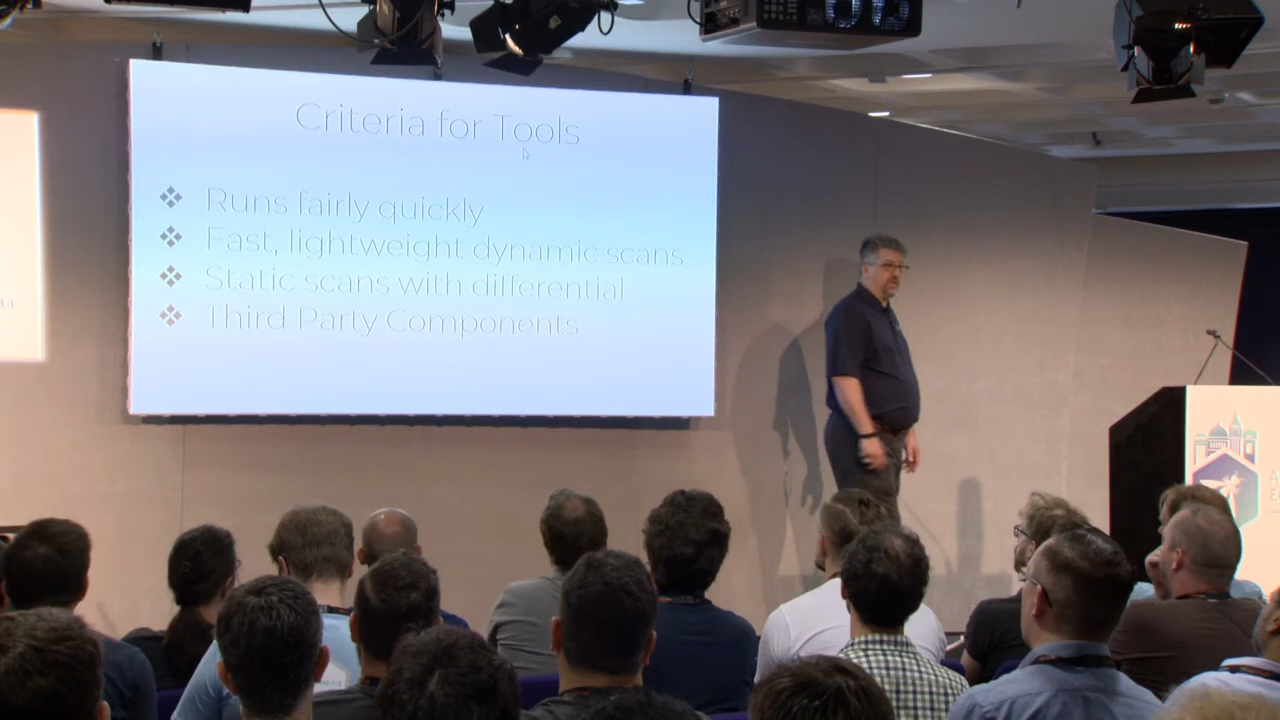 Criteria for Tools
Runs fairly quickly
Fast, lightweight dynamic scans
Static scans with differential
Third Party Components